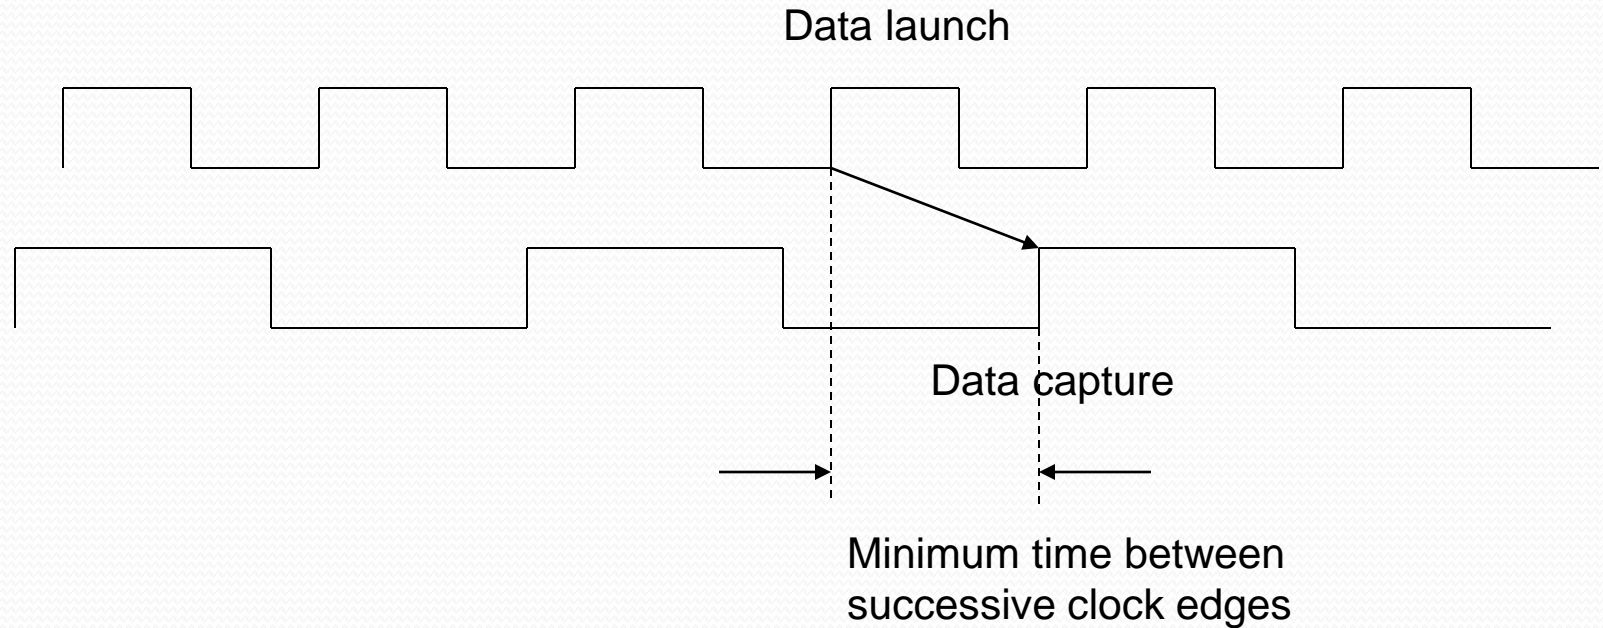 Data launch
Data capture
Minimum time between
successive clock edges